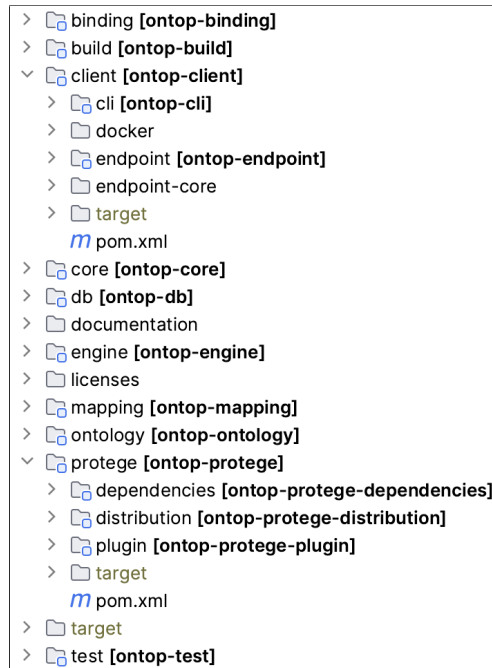 binding [ontop-binding]
build [ontop-build]
client [ontop-client]
cli [ontop-cli]
docker
endpoint [ontop-endpoint]
endpoint-core
target
m pom.xml
core [ontop-core]
db [ontop-db]
documentation
engine [ontop-engine]
licenses
mapping [ontop-mapping]
ontology [ontop-ontology]
protege [ontop-protege]
dependencies [ontop-protege-dependencies]
distribution [ontop-protege-distribution]
plugin [ontop-protege-plugin]
target
m pom.xml
target
test [ontop-test]